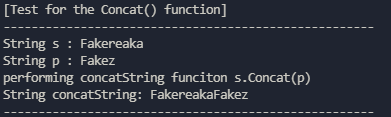 [Test for the Concat() function]
--------------------------------------------------
String s : Fakereaka
String p : Fakez
performing concatString funciton s.Concat(p)
String concatString: FakereakaFakez
--------------------------------------------------